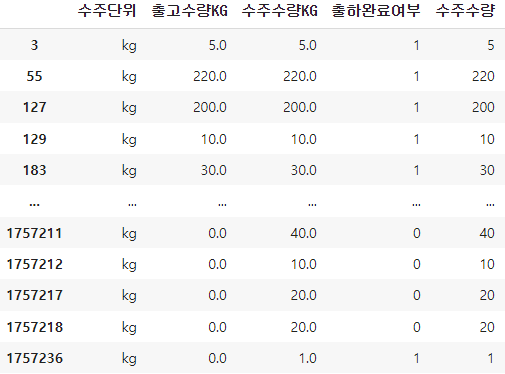 수주단위 출고수량KG 수주수량KG 출하완료여부 수주수량
3 kg 5.0 5.0 1 5
55 kg 220.0 220.0 1 220
127 kg 200.0 200.0 1 200
129 kg 10.0 10.0 1 10
183 kg 30.0 30.0 1 30
... ... ... ... ... ...
1757211 kg 0.0 40.0 0 40
1757212 kg 0.0 10.0 0 10
1757217 kg 0.0 20.0 0 20
1757218 kg 0.0 20.0 0 20
1757236 kg 0.0 1.0 1 1